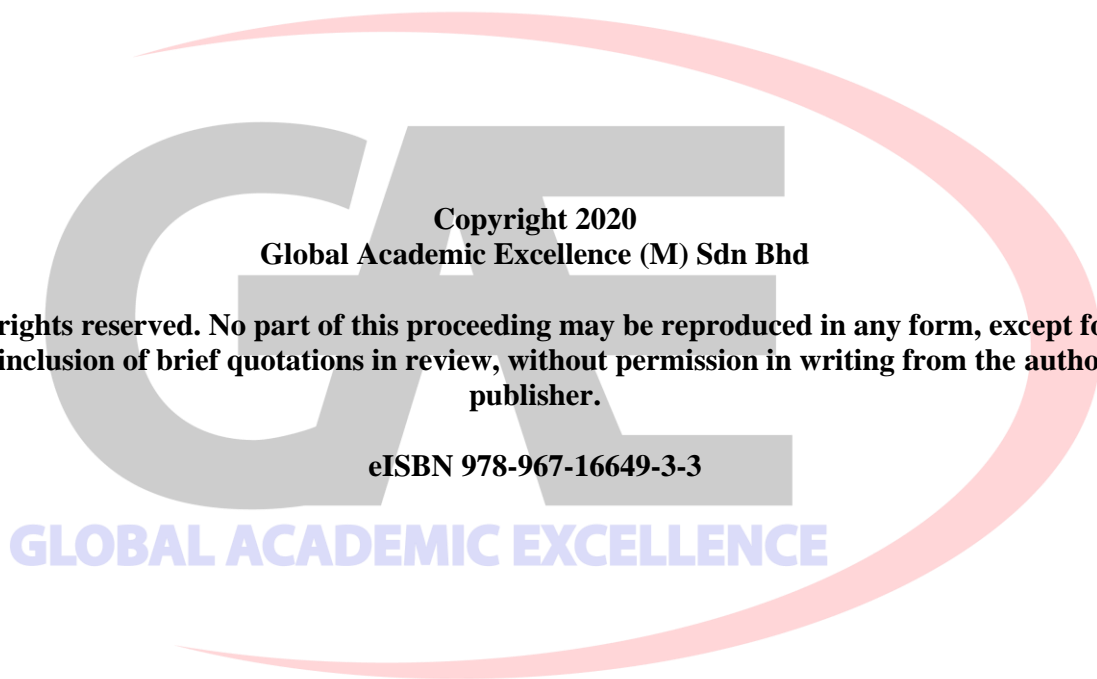 Copyright 2020
Global Academic Excellence (M) Sdn Bhd
rights reserved. No part of this proceeding may be reproduced in any form, except
inclusion of brief quotations in review, without permission in writing from the
publisher.
eISBN 978-967-16649-3-3
GAE
GLOBAL ACADEMIC EXCELLENCE